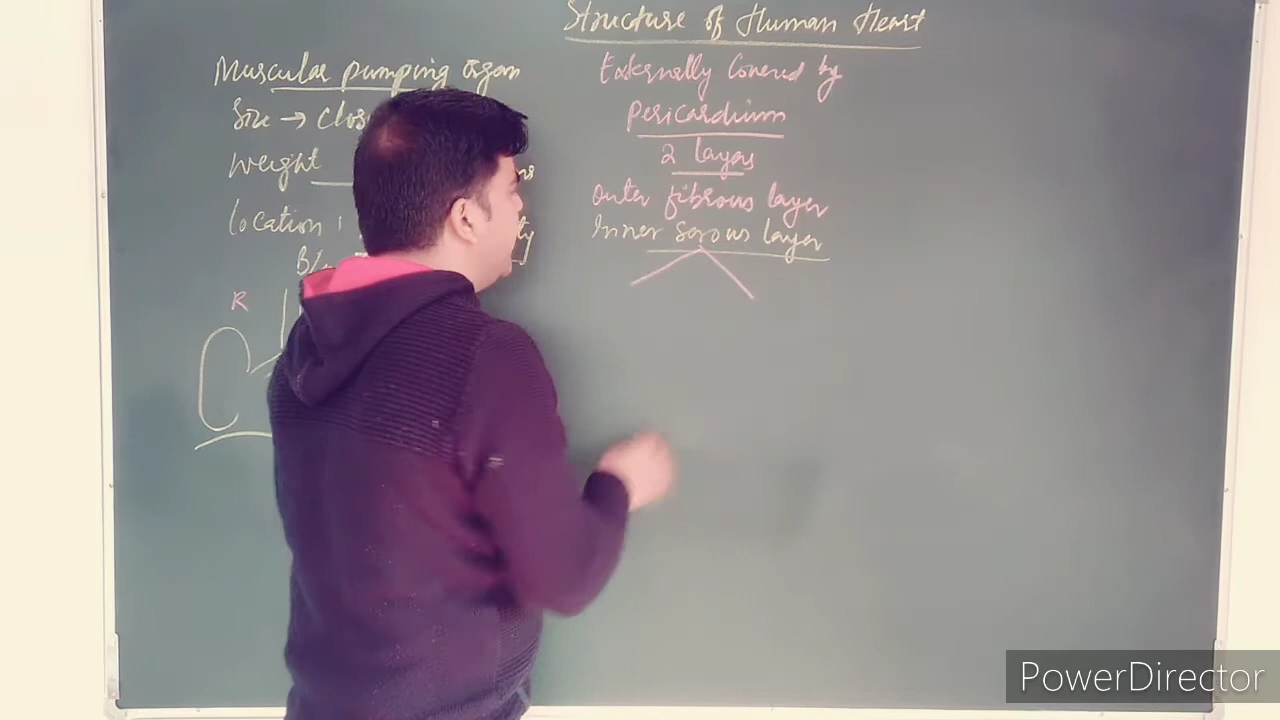 Structure of Human Heart
Muscular pumping organ
Size → Clos
Weight
Location :
B/
R
Externally Covered by
Pericardium
2 layers
Outer fibrous layer
Inner Serous layer
PowerDirector